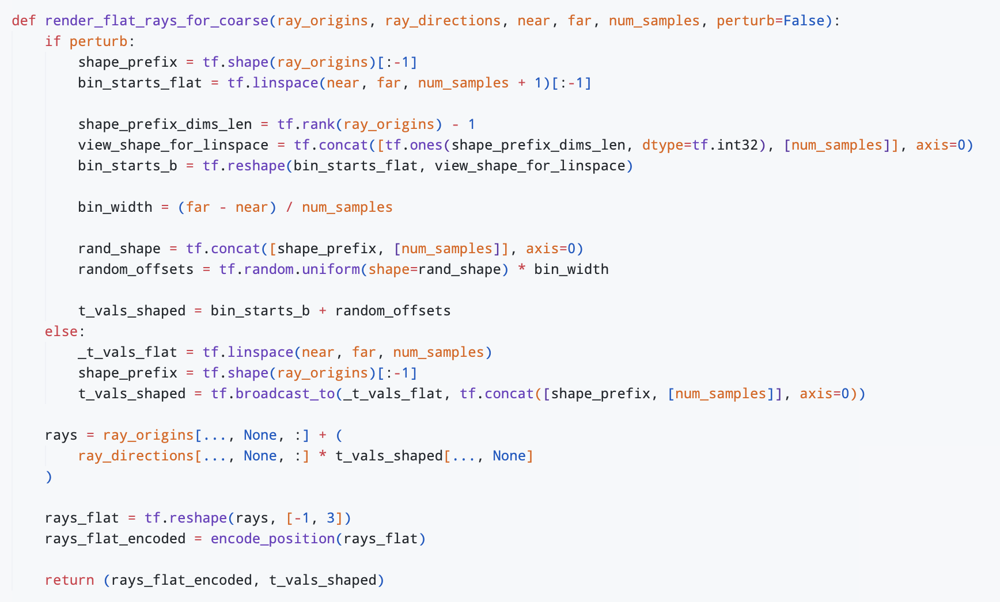 def render_flat_rays_for_coarse(ray_origins, ray_directions, near, far, num_samples, perturb=False):
    if perturb:
        shape_prefix = tf.shape(ray_origins)[:-1]
        bin_starts_flat = tf.linspace(near, far, num_samples + 1)[:-1]

        shape_prefix_dims_len = tf.rank(ray_origins) - 1
        view_shape_for_linspace = tf.concat([tf.ones(shape_prefix_dims_len, dtype=tf.int32), [num_samples]], axis=0)
        bin_starts_b = tf.reshape(bin_starts_flat, view_shape_for_linspace)

        bin_width = (far - near) / num_samples

        rand_shape = tf.concat([shape_prefix, [num_samples]], axis=0)
        random_offsets = tf.random.uniform(shape=rand_shape) * bin_width

        t_vals_shaped = bin_starts_b + random_offsets
    else:
        _t_vals_flat = tf.linspace(near, far, num_samples)
        shape_prefix = tf.shape(ray_origins)[:-1]
        t_vals_shaped = tf.broadcast_to(_t_vals_flat, tf.concat([shape_prefix, [num_samples]], axis=0))

    rays = ray_origins[..., None, :] + (
        ray_directions[..., None, :] * t_vals_shaped[..., None]
    )

    rays_flat = tf.reshape(rays, [-1, 3])
    rays_flat_encoded = encode_position(rays_flat)

    return (rays_flat_encoded, t_vals_shaped)